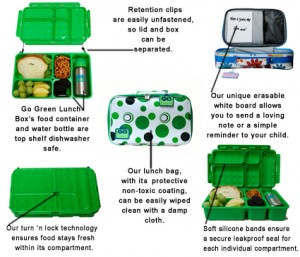 Retention clips
are easily unfastened,
so lid and box
can be
separated.
Go Green Lunch
Box's food container
and water bottle are
top shelf dishwasher
safe.
Our unique erasable
white board allows
you to send a loving
note or a simple
reminder to your child.
Our lunch bag,
with its protective
non-toxic coating,
can be easily wiped
clean with a damp
cloth.
Our turn 'n lock technology
ensures food stays fresh
within its compartment.
Soft silicone bands ensure
a secure leakproof seal for
each individual compartment.